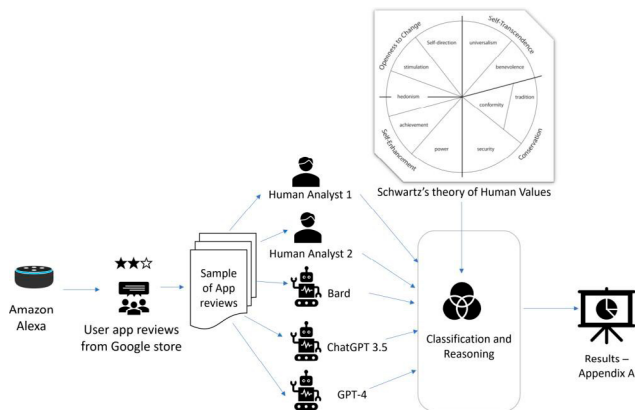 Openness to Change
Self-Transcendence
Self-direction
universalism
stimulation
benevolence
hedonism
tradition
conformity
achievement
power
security
Self-Enhancement
Conservation
Schwartz's theory of Human Values
Human Analyst 1
Human Analyst 2
Sample
of App
reviews
Bard
Amazon
Alexa
User app reviews
from Google store
ChatGPT 3.5
Classification and
Reasoning
GPT-4
Results –
Appendix A